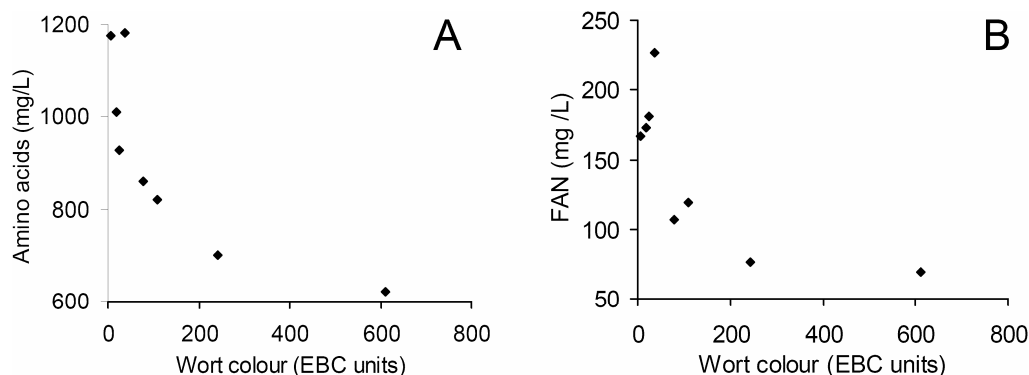 A
1200
1000
800
600
Amino acids (mg/L)
0 200 400 600 800
Wort colour (EBC units)
B
250
200
150
100
50
FAN (mg /L)
0 200 400 600 800
Wort colour (EBC units)